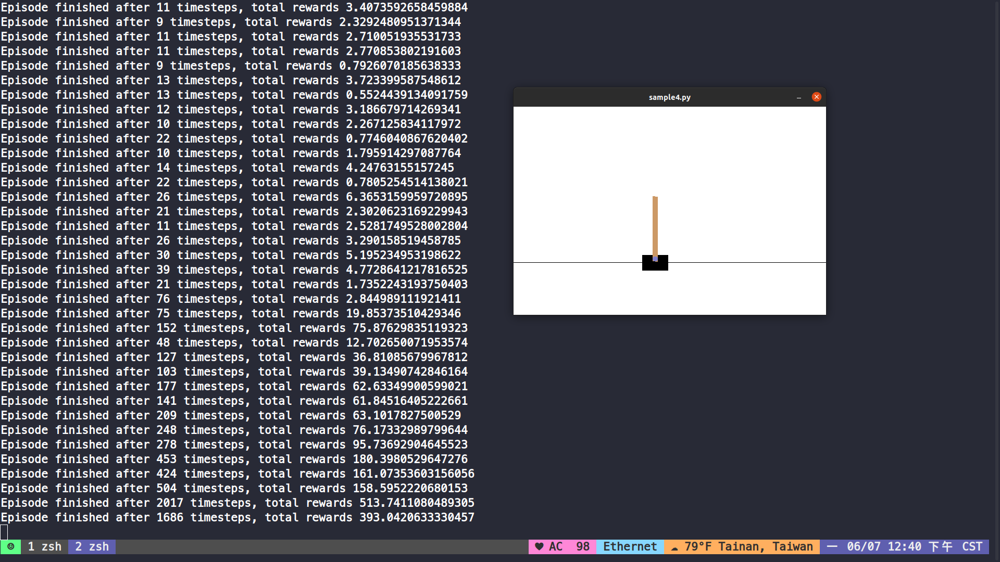 Episode finished after 11 timesteps, total rewards 3.4073592658459884
Episode finished after 9 timesteps, total rewards 2.3292480951371344
Episode finished after 11 timesteps, total rewards 2.710051935531733
Episode finished after 11 timesteps, total rewards 2.770853802191603
Episode finished after 9 timesteps, total rewards 0.7926070185638333
Episode finished after 13 timesteps, total rewards 3.723399587548612
Episode finished after 13 timesteps, total rewards 0.5524439134091759
Episode finished after 12 timesteps, total rewards 3.186679714269341
Episode finished after 10 timesteps, total rewards 2.267125834117972
Episode finished after 22 timesteps, total rewards 0.7746040867620402
Episode finished after 10 timesteps, total rewards 1.795914297087764
Episode finished after 14 timesteps, total rewards 4.24763155157245
Episode finished after 22 timesteps, total rewards 0.7805254514138021
Episode finished after 26 timesteps, total rewards 6.3653159959720895
Episode finished after 21 timesteps, total rewards 2.3020623169229943
Episode finished after 11 timesteps, total rewards 2.5281749528002804
Episode finished after 26 timesteps, total rewards 3.290158519458785
Episode finished after 30 timesteps, total rewards 5.195234953198622
Episode finished after 39 timesteps, total rewards 4.7728641217816525
Episode finished after 21 timesteps, total rewards 1.7352243193750403
Episode finished after 76 timesteps, total rewards 2.844989111921411
Episode finished after 75 timesteps, total rewards 19.85373510429346
Episode finished after 152 timesteps, total rewards 75.87629835119323
Episode finished after 48 timesteps, total rewards 12.702650071953574
Episode finished after 127 timesteps, total rewards 36.81085679967812
Episode finished after 103 timesteps, total rewards 39.13490742846164
Episode finished after 177 timesteps, total rewards 62.63349900599021
Episode finished after 141 timesteps, total rewards 61.84516405222661
Episode finished after 209 timesteps, total rewards 63.1017827500529
Episode finished after 248 timesteps, total rewards 76.17332989799644
Episode finished after 278 timesteps, total rewards 95.73692904645523
Episode finished after 453 timesteps, total rewards 180.3980529647276
Episode finished after 424 timesteps, total rewards 161.07353603156056
Episode finished after 504 timesteps, total rewards 158.5952220680153
Episode finished after 2017 timesteps, total rewards 513.7411080489305
Episode finished after 1686 timesteps, total rewards 393.0420633330457
sample4.py
1 zsh 2 zsh ♥ AC 98 Ethernet ☁ 79°F Tainan, Taiwan 一 06/07 12:40 下午 CST